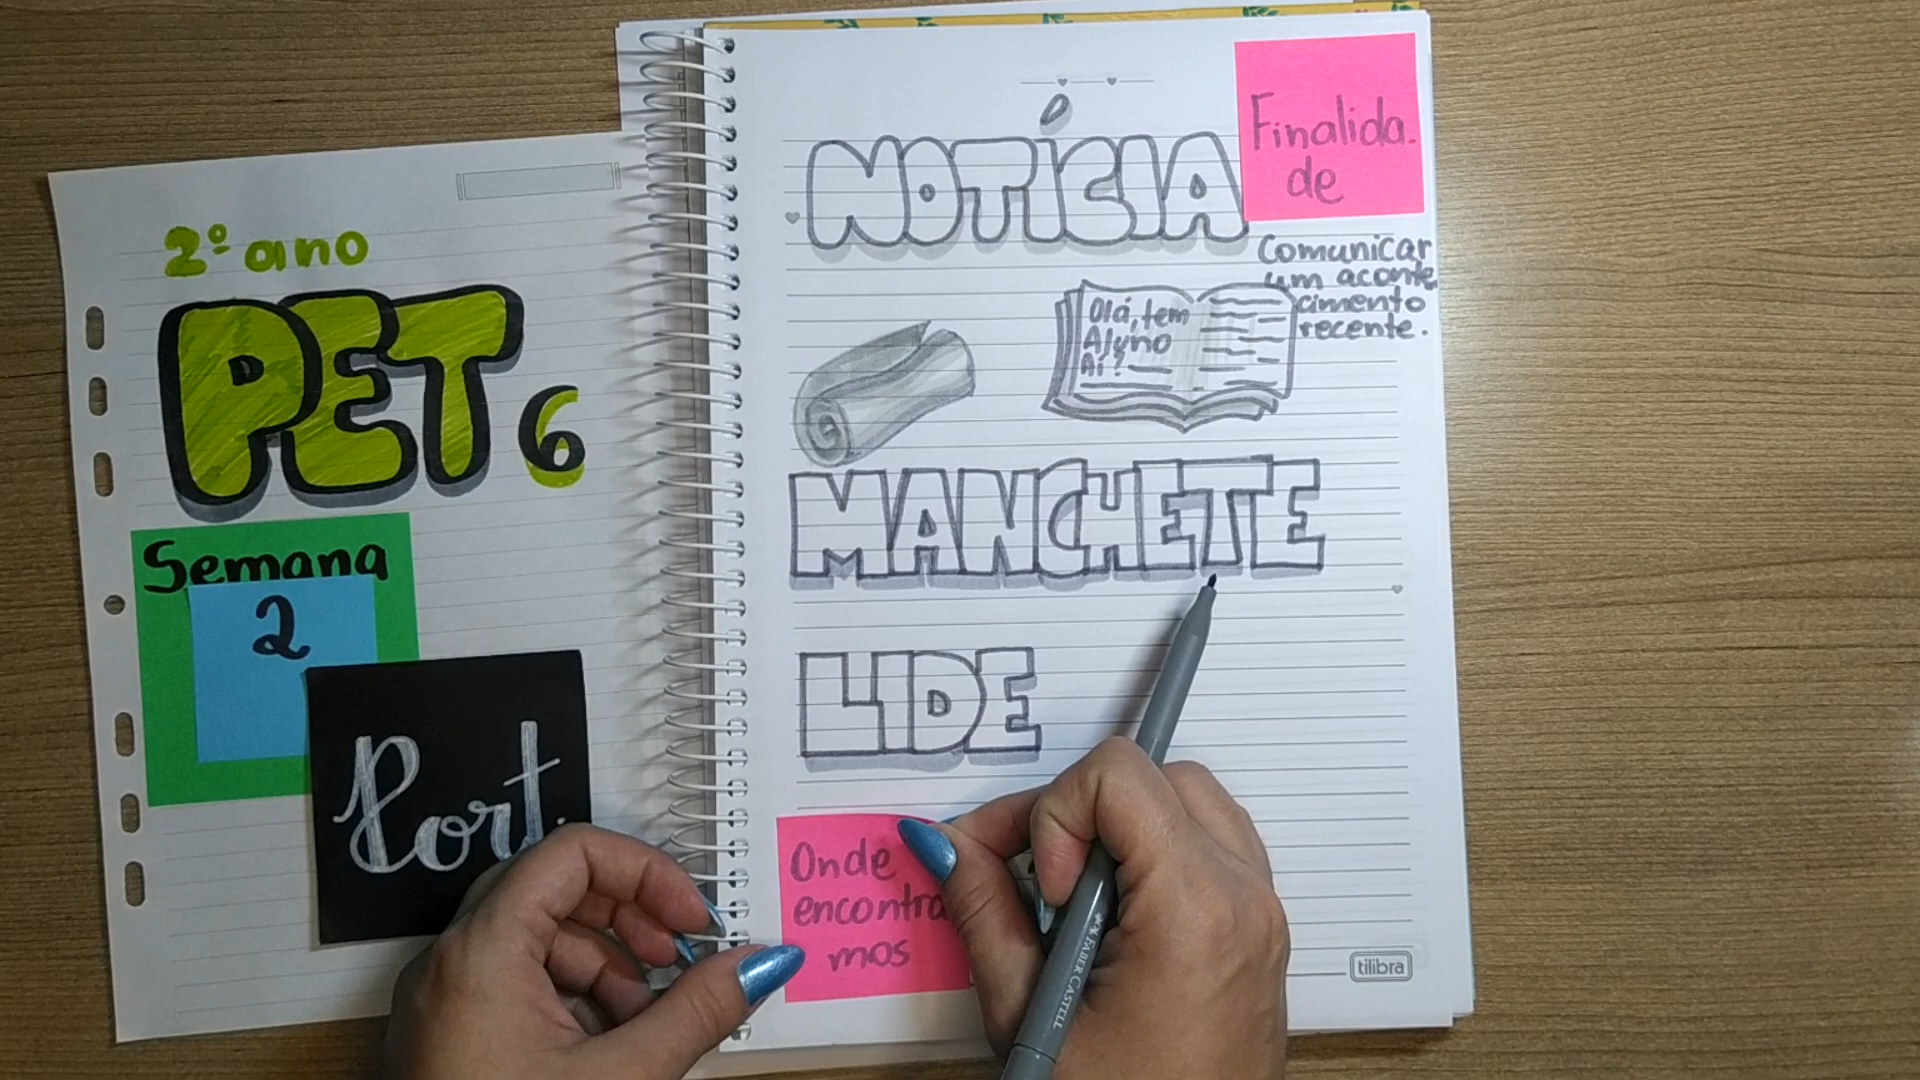 2º ano
PET 6
Semana
2
Port.
NOTÍCIA
Finalida-
de
Comunicar
um aconte
cimento
recente.
Olá, tem
Aluno
Aí?
MANCHETE
LIDE
Onde
encontra
mos
tilibra
FABER CASTELL